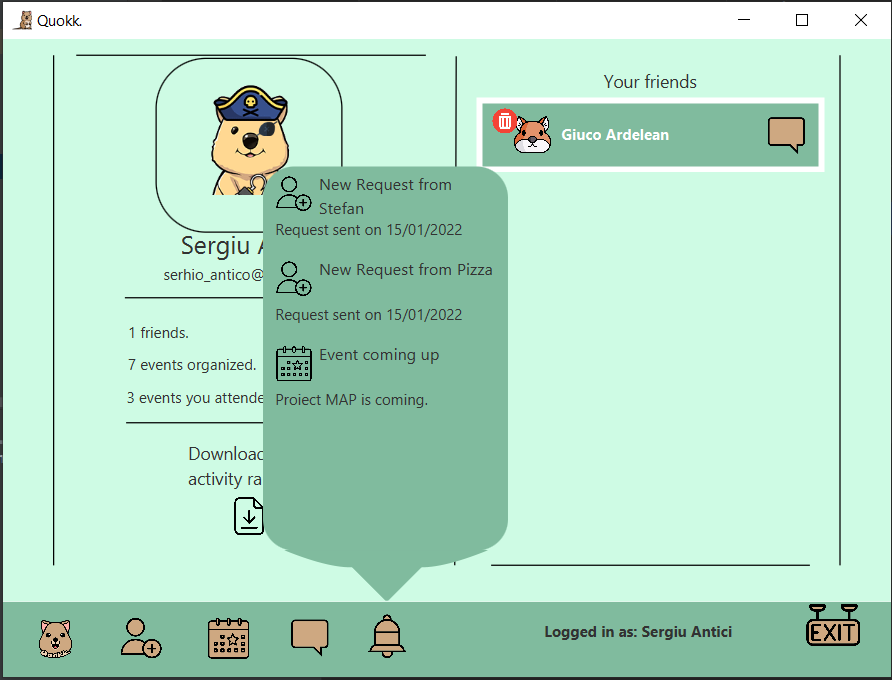 Quokk.
Your friends
Giuco Ardelean
New Request from
Stefan
Request sent on 15/01/2022
New Request from Pizza
Request sent on 15/01/2022
Event coming up
Proiect MAP is coming.
Sergiu A
serhio_antico@
1 friends.
7 events organized.
3 events you attende
Download
activity ra
Logged in as: Sergiu Antici
EXIT